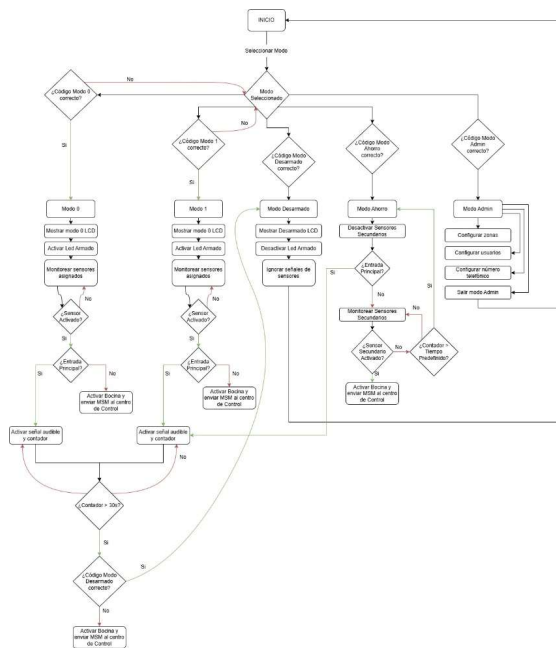 INICIO
Seleccionar Modo
No
¿Código Modo 0
correcto?
Modo
Seleccionado
No
¿Código Modo 1
correcto?
¿Código Modo
Desarmado
correcto?
¿Código Modo
Ahorro
correcto?
¿Código Modo
Admin
correcto?
Si
Si
Modo 0
Modo 1
Modo Desarmado
Modo Ahorro
Modo Admin
Mostrar modo 0 LCD
Mostrar modo 0 LCD
Mostrar Desarmado LCD
Desactivar Sensores
Secundarios
Configurar zonas
Activar Led Armado
Activar Led Armado
Desactivar Led Armado
Configurar usuarios
Monitorear sensores
asignados
Monitorear sensores
asignados
Ignorar señales de
sensores
Si
¿Entrada
Principal?
Si
Configurar número
telefónico
Salir modo Admin
No
No
No
¿Sensor
Activado?
¿Sensor
Activado?
Monitorear Sensores
Secundarios
No
Si
Si
¿Sensor
Secundario
Activado?
No
¿Contador =
Tiempo
Predefinido?
¿Entrada
Principal?
¿Entrada
Principal?
Si
Si
No
Si
No
Activar Bocina y
enviar MSM al centro
de Control
Activar Bocina y
enviar MSM al centro
de Control
Activar Bocina y
enviar MSM al centro
de Control
Activar señal audible
y contador
Activar señal audible
y contador
No
No
¿Contador = 30s?
Si
Si
¿Código Modo
Desarmado
correcto?
No
Activar Bocina y
enviar MSM al centro
de Control